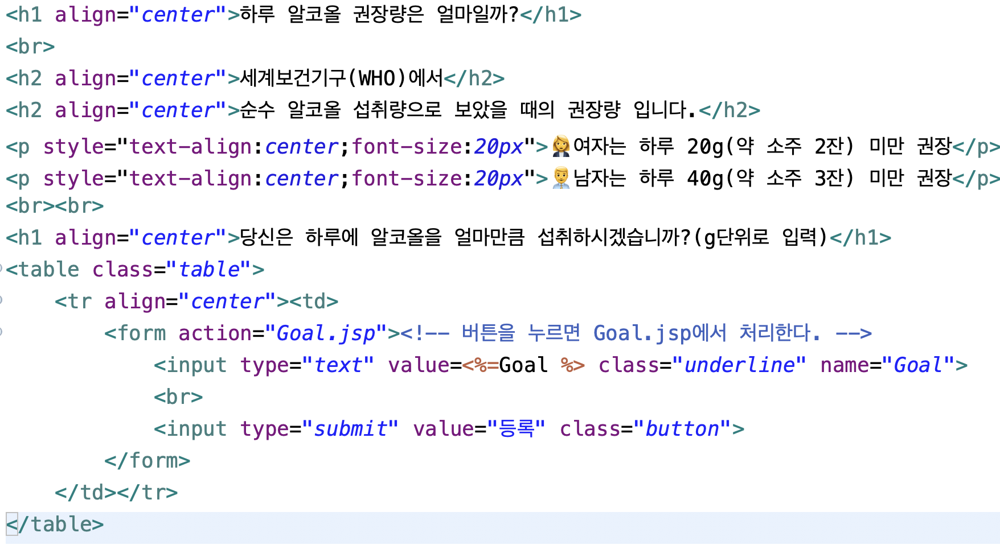 <h1 align="center">하루 알코올 권장량은 얼마일까?</h1>
<br>
<h2 align="center">세계보건기구(WHO)에서</h2>
<h2 align="center">순수 알코올 섭취량으로 보았을 때의 권장량 입니다.</h2>
<p style="text-align:center;font-size:20px">👩‍💼여자는 하루 20g(약 소주 2잔) 미만 권장</p>
<p style="text-align:center;font-size:20px">👨‍💼남자는 하루 40g(약 소주 3잔) 미만 권장</p>
<br><br>
<h1 align="center">당신은 하루에 알코올을 얼마만큼 섭취하시겠습니까?(g단위로 입력)</h1>
<table class="table">
    <tr align="center"><td>
        <form action="Goal.jsp"><!-- 버튼을 누르면 Goal.jsp에서 처리한다. -->
            <input type="text" value=<%=Goal %> class="underline" name="Goal">
            <br>
            <input type="submit" value="등록" class="button">
        </form>
    </td></tr>
</table>